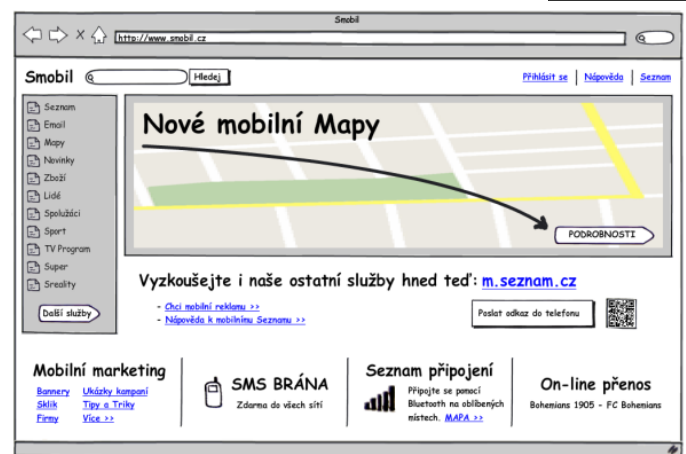 Smobil
http://www.smobil.cz
Smobil
Hledej
Přihlásit se
Nápověda
Seznam
Seznam
Email
Mapy
Novinky
Zboží
Lidé
Spolužáci
Sport
TV Program
Super
Sreality
Další služby
Nové mobilní Mapy
PODROBNOSTI
Vyzkoušejte i naše ostatní služby hned teď: m.seznam.cz
- Chci mobilní reklamu >>
- Nápověda k mobilnímu Seznamu >>
Poslat odkaz do telefonu
Mobilní marketing
Bannery Ukázky kampaní
Sklik Tipy a Triky
Firmy Více >>
SMS BRÁNA
Zdarma do všech sítí
Seznam připojení
Připojte se pomocí
Bluetooth na oblíbených
místech. MAPA >>
On-line přenos
Bohemians 1905 - FC Bohemians